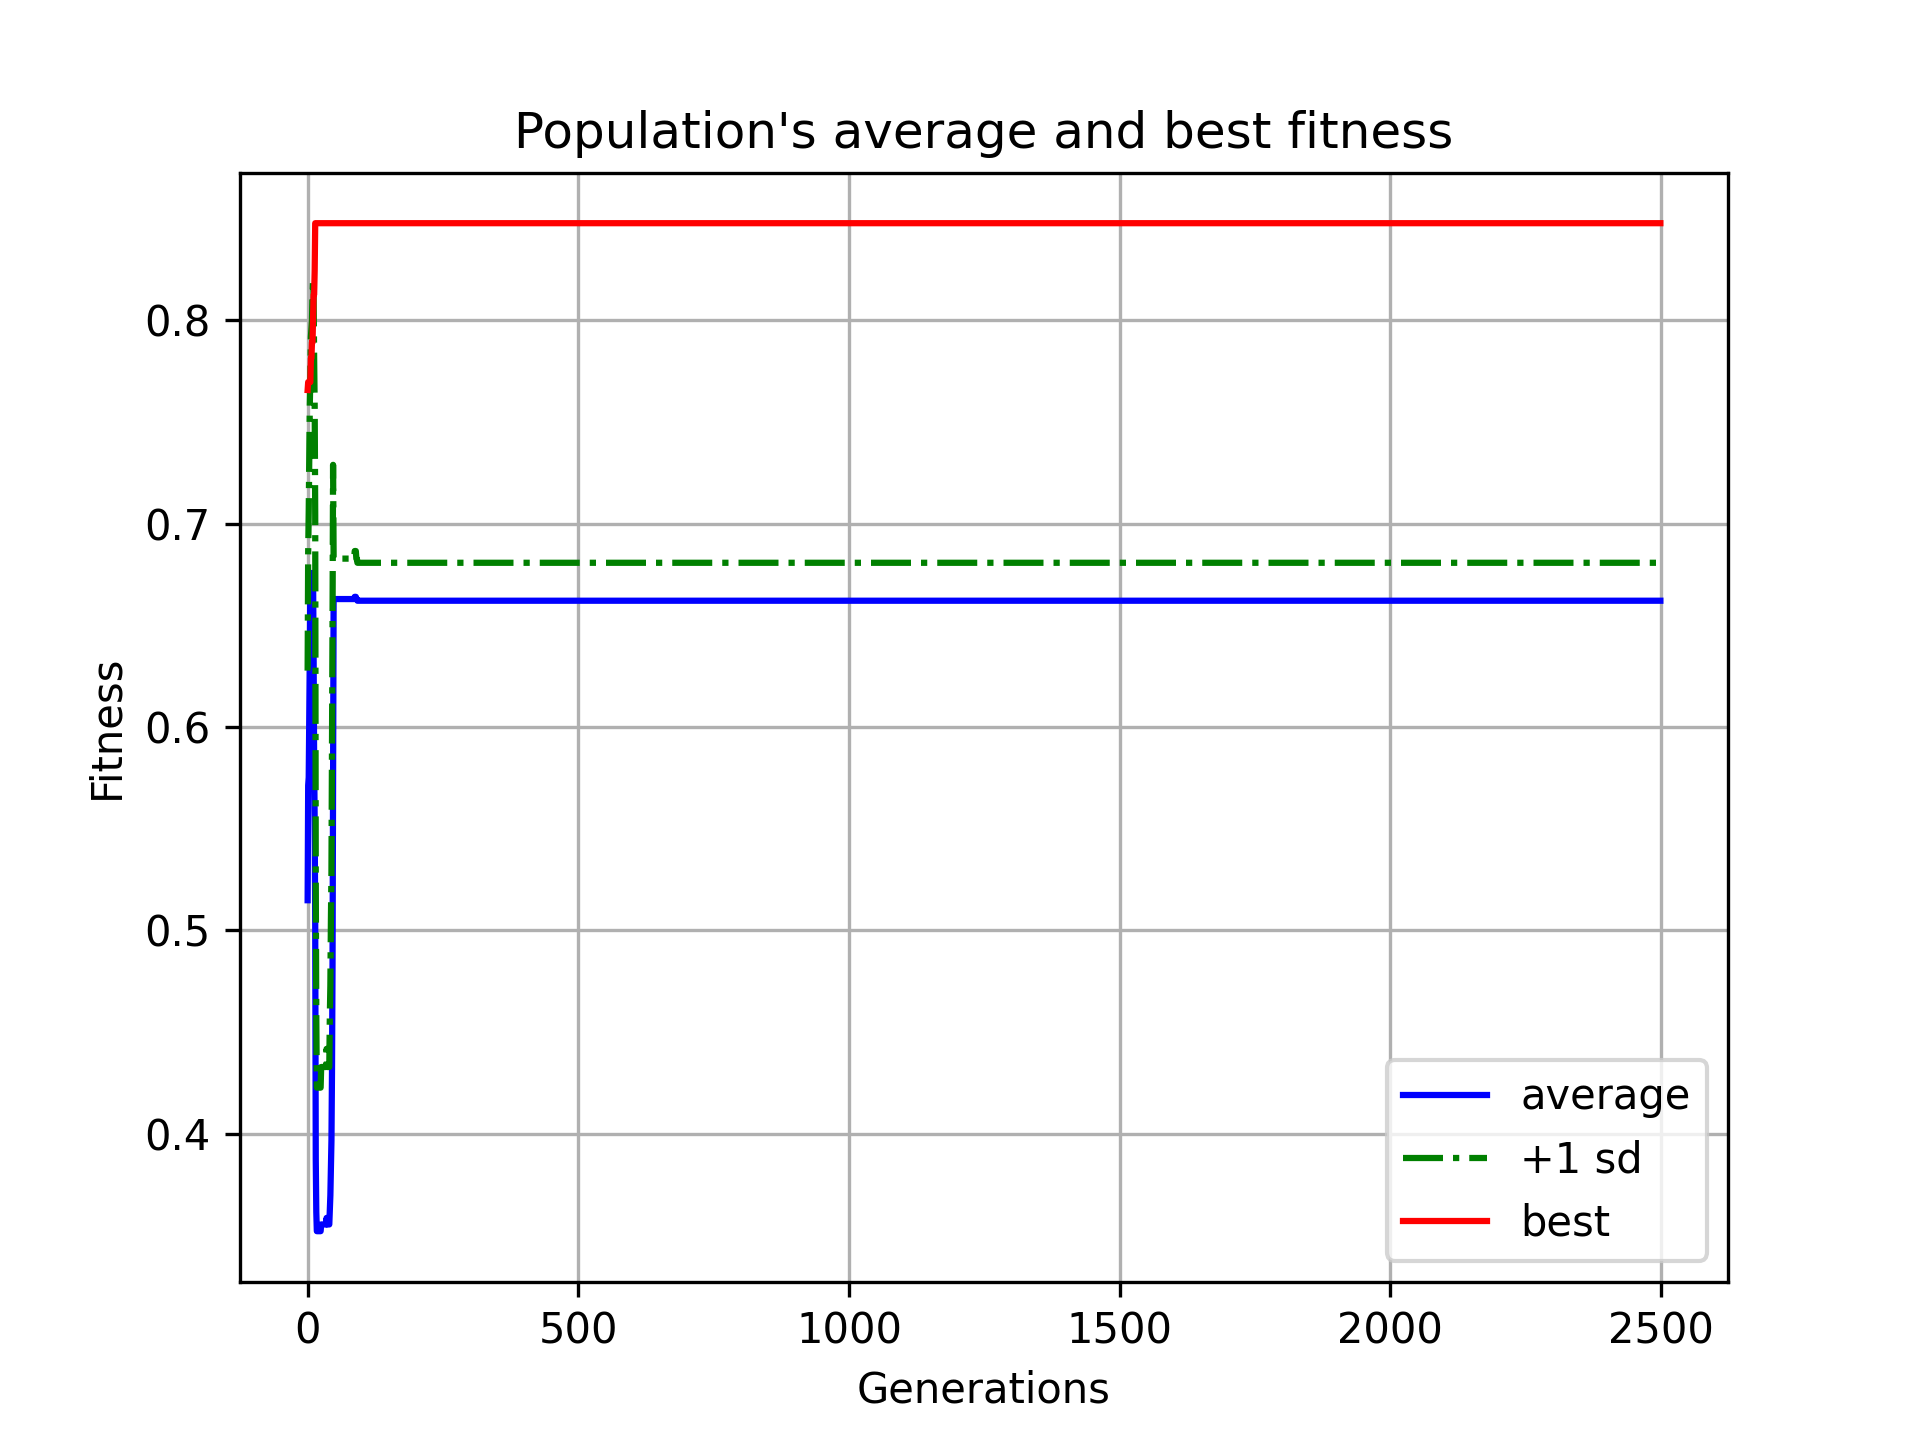 Population's average and best fitness
Fitness
0.8
0.7
0.6
0.5
0.4
0
500
1000
1500
2000
2500
Generations
average
+1 sd
best